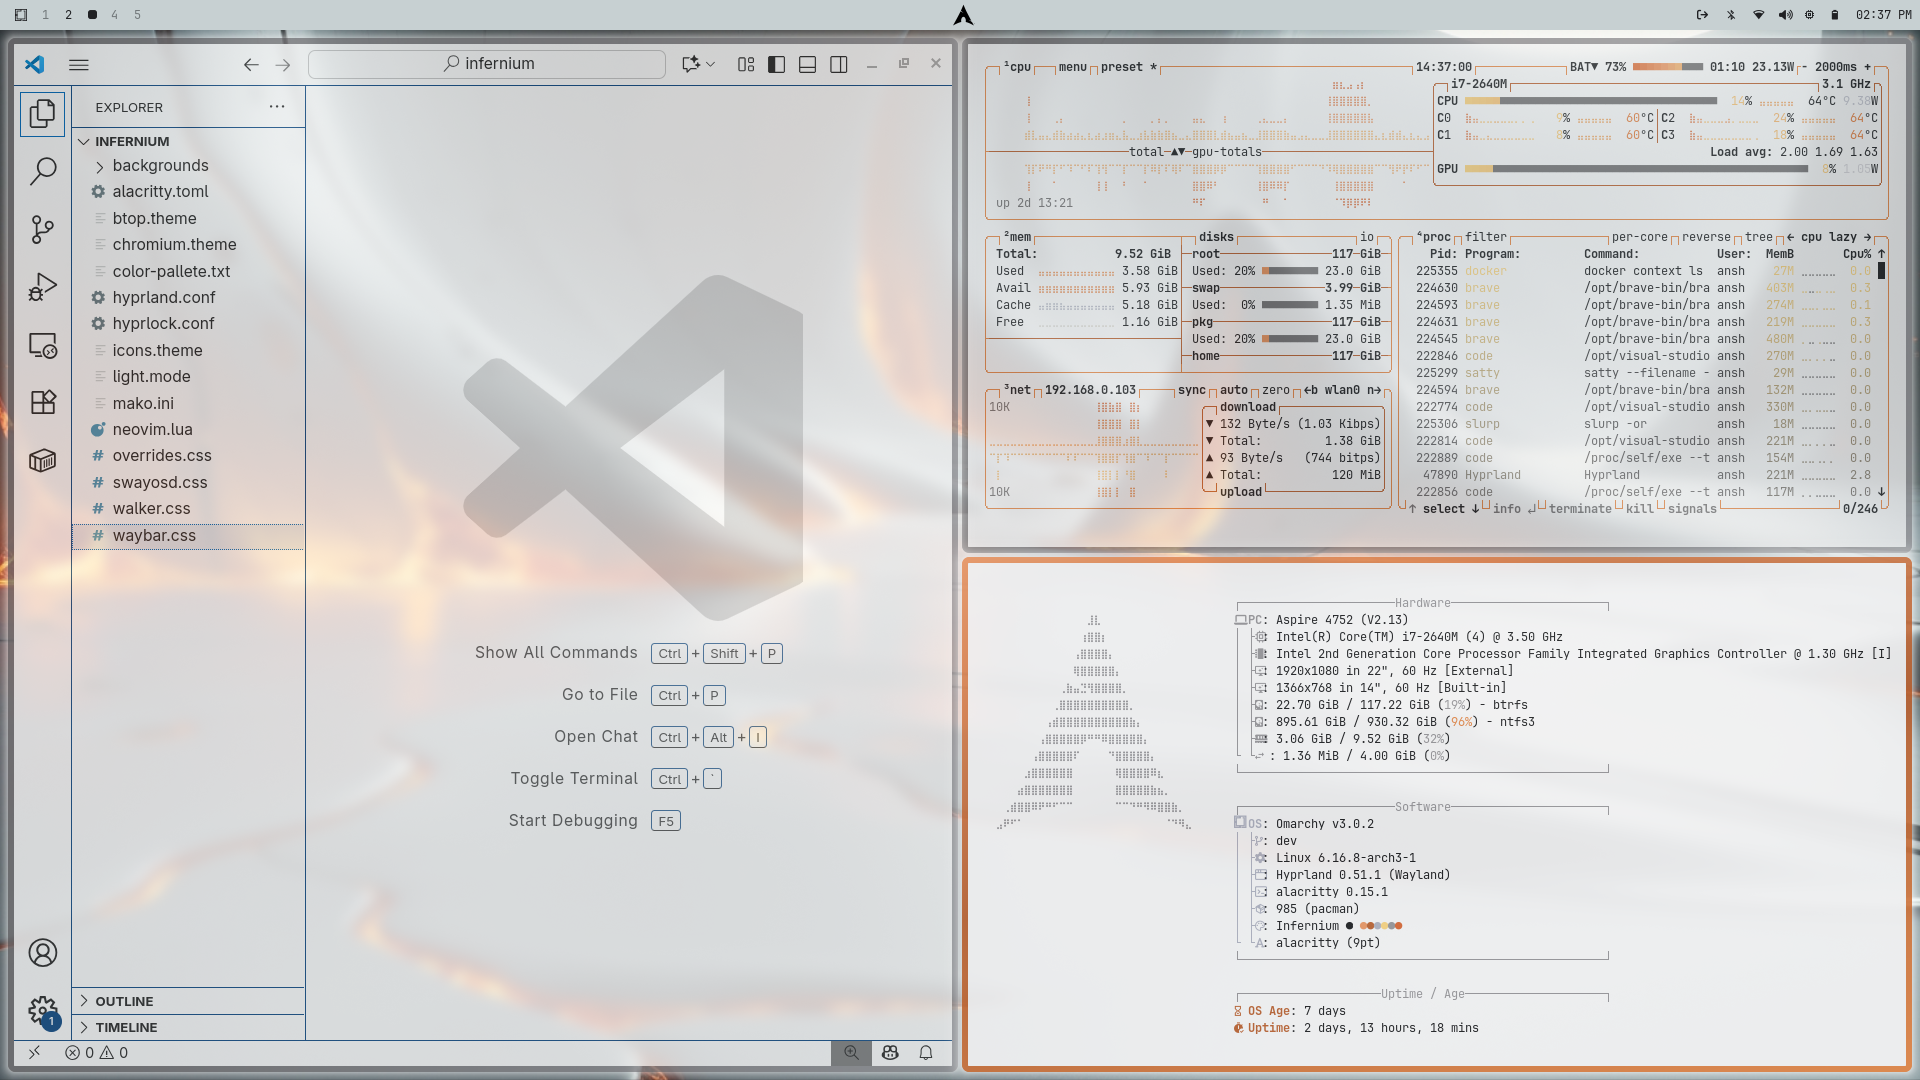 1 2 4 5
02:37 PM
infernium
EXPLORER
INFERNIUM
backgrounds
alacritty.toml
btop.theme
chromium.theme
color-pallete.txt
hyprland.conf
hyprlock.conf
icons.theme
light.mode
mako.ini
neovim.lua
overrides.css
swayosd.css
walker.css
waybar.css
OUTLINE
TIMELINE
1
0 0
Show All Commands Ctrl + Shift + P
Go to File Ctrl + P
Open Chat Ctrl + Alt + I
Toggle Terminal Ctrl + `
Start Debugging F5
¹cpu menu preset * 14:37:00 BAT▼ 73% 01:10 23.13W - 2000ms +
i7-2640M 3.1 GHz
CPU 14% 64°C 9.38W
C0 9% 60°C C2 24% 64°C
C1 8% 60°C C3 18% 64°C
total▲▼ gpu-totals Load avg: 2.00 1.69 1.63
GPU 8% 1.05W
up 2d 13:21
²mem disks io
Total: 9.52 GiB
Used 3.58 GiB
Avail 5.93 GiB
Cache 5.18 GiB
Free 1.16 GiB
root 117 GiB
Used: 20% 23.0 GiB
swap 3.99 GiB
Used: 0% 1.35 MiB
pkg 117 GiB
Used: 20% 23.0 GiB
home 117 GiB
³net 192.168.0.103 sync auto zero ←b wlan0 n→
10K
download
▼ 132 Byte/s (1.03 Kibps)
▼ Total: 1.38 GiB
▲ 93 Byte/s (744 bitps)
▲ Total: 120 MiB
10K upload
⁴proc filter per-core reverse tree ← cpu lazy →
Pid: Program: Command: User: MemB Cpu% ↑
225355 docker docker context ls ansh 27M 0.0
224630 brave /opt/brave-bin/bra ansh 403M 0.3
224593 brave /opt/brave-bin/bra ansh 274M 0.1
224631 brave /opt/brave-bin/bra ansh 219M 0.3
224545 brave /opt/brave-bin/bra ansh 480M 0.0
222846 code /opt/visual-studio ansh 270M 0.0
225299 satty satty --filename - ansh 29M 0.0
224594 brave /opt/brave-bin/bra ansh 132M 0.0
222774 code /opt/visual-studio ansh 330M 0.0
225306 slurp slurp -or ansh 18M 0.0
222814 code /opt/visual-studio ansh 221M 0.0
222889 code /proc/self/exe --t ansh 154M 0.0
47890 Hyprland Hyprland ansh 221M 2.8
222856 code /proc/self/exe --t ansh 117M 0.0 ↓
↑ select ↓ info ↵ terminate kill signals 0/246
Hardware
PC: Aspire 4752 (V2.13)
: Intel(R) Core(TM) i7-2640M (4) @ 3.50 GHz
: Intel 2nd Generation Core Processor Family Integrated Graphics Controller @ 1.30 GHz [I]
: 1920x1080 in 22", 60 Hz [External]
: 1366x768 in 14", 60 Hz [Built-in]
: 22.70 GiB / 117.22 GiB (19%) - btrfs
: 895.61 GiB / 930.32 GiB (96%) - ntfs3
: 3.06 GiB / 9.52 GiB (32%)
: 1.36 MiB / 4.00 GiB (0%)
Software
OS: Omarchy v3.0.2
: dev
: Linux 6.16.8-arch3-1
: Hyprland 0.51.1 (Wayland)
: alacritty 0.15.1
: 985 (pacman)
: Infernium
: alacritty (9pt)
Uptime / Age
OS Age: 7 days
Uptime: 2 days, 13 hours, 18 mins